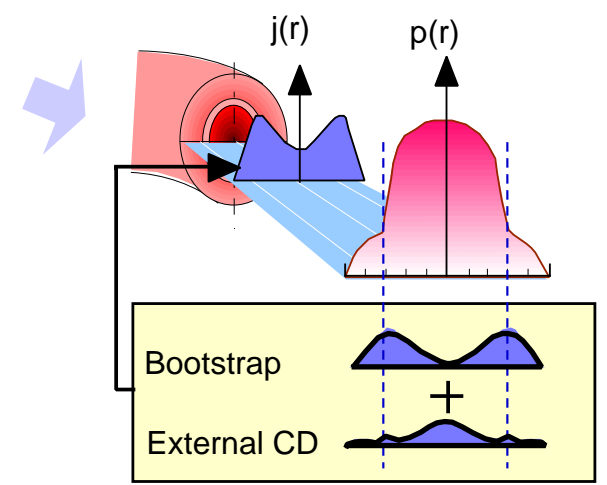 j(r)
p(r)
Bootstrap
+
External CD